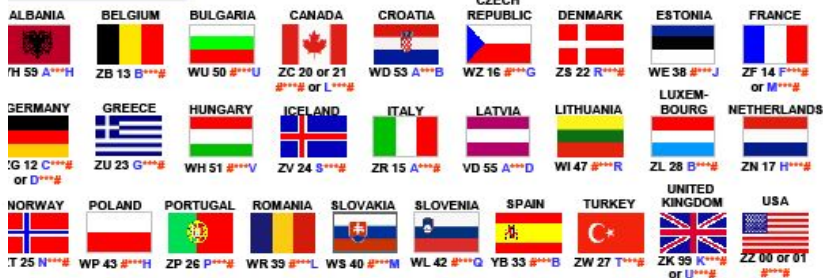 ALBANIA BELGIUM BULGARIA CANADA CROATIA CZECH REPUBLIC DENMARK ESTONIA FRANCE
YH 59 A***H ZB 13 B***# WU 50 #***U ZC 20 or 21 #***# or L***# WD 53 A***B WZ 16 #***G ZS 22 R***# WE 38 #***J ZF 14 F***# or M***#
GERMANY GREECE HUNGARY ICELAND ITALY LATVIA LITHUANIA LUXEM-BOURG NETHERLANDS
ZG 12 C***# or D***# ZU 23 G***# WH 51 #***V ZV 24 S***# ZR 15 A***# VD 55 A***D WI 47 #***R ZL 28 B***# ZN 17 H***#
NORWAY POLAND PORTUGAL ROMANIA SLOVAKIA SLOVENIA SPAIN TURKEY UNITED KINGDOM USA
ZT 25 N***# WP 43 #***H ZP 26 P***# WR 39 #***L WS 40 #***M WL 42 #***Q YB 33 #***B ZW 27 T***# ZK 99 K***# or U***# ZZ 00 or 01 #***#